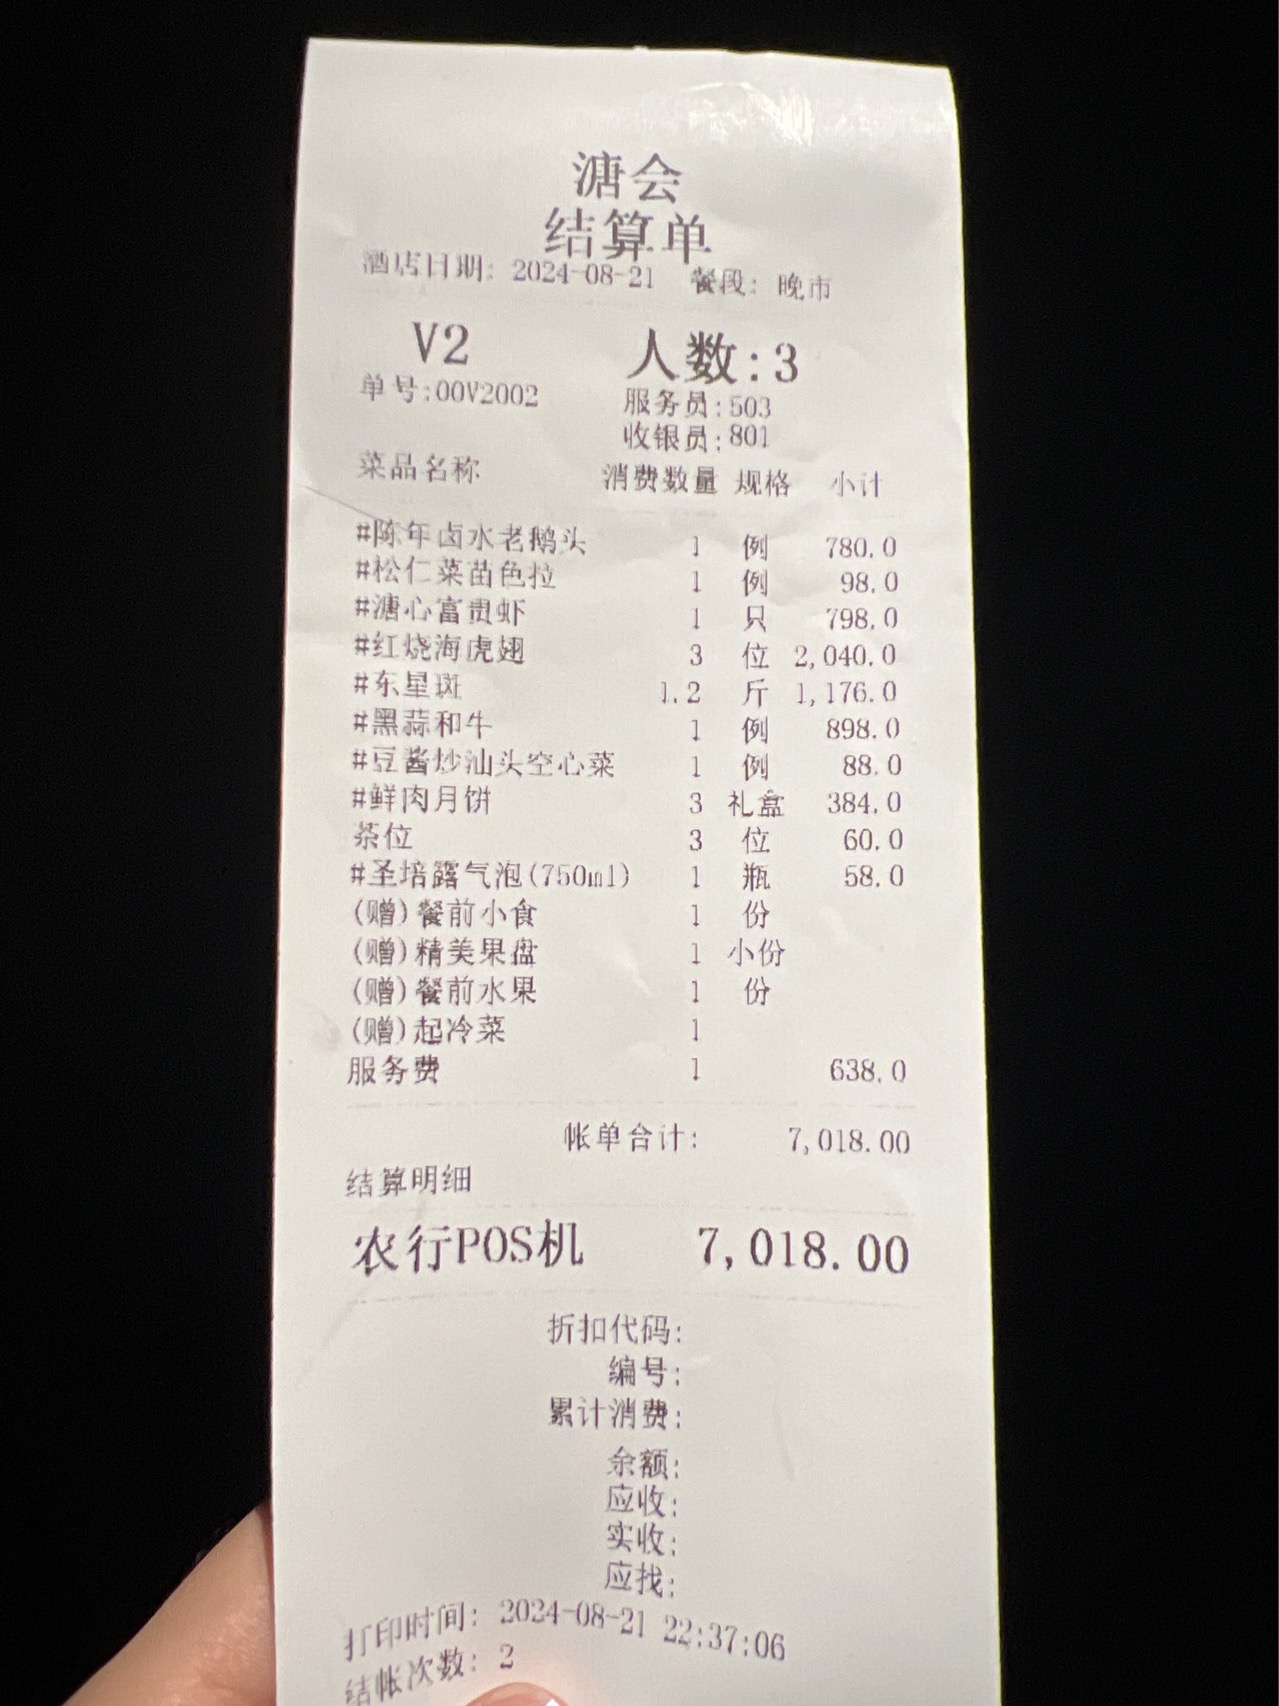 溏会
结算单
酒店日期: 2024-08-21 餐段: 晚市
V2 人数:3
单号:00V2002 服务员:503
收银员:801
菜品名称 消费数量 规格 小计
#陈年卤水老鹅头 1 例 780.0
#松仁菜苗色拉 1 例 98.0
#溏心富贵虾 1 只 798.0
#红烧海虎翅 3 位 2,040.0
#东星斑 1.2 斤 1,176.0
#黑蒜和牛 1 例 898.0
#豆酱炒汕头空心菜 1 例 88.0
#鲜肉月饼 3 礼盒 384.0
茶位 3 位 60.0
#圣培露气泡(750ml) 1 瓶 58.0
(赠)餐前小食 1 份
(赠)精美果盘 1 小份
(赠)餐前水果 1 份
(赠)起冷菜 1
服务费 1 638.0
帐单合计: 7,018.00
结算明细
农行POS机 7,018.00
折扣代码:
编号:
累计消费:
余额:
应收:
实收:
应找:
打印时间: 2024-08-21 22:37:06
结帐次数: 2